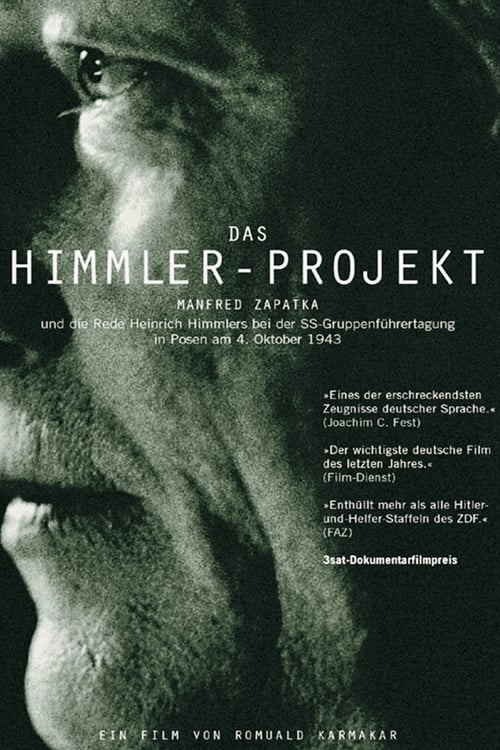 DAS
HIMMLER-PROJEKT
MANFRED ZAPATKA
und die Rede Heinrich Himmlers bei der SS-Gruppenführertagung
in Posen am 4. Oktober 1943
»Eines der erschreckendsten
Zeugnisse deutscher Sprache.«
(Joachim C. Fest)
»Der wichtigste deutsche Film
des letzten Jahres.«
(Film-Dienst)
»Enthüllt mehr als alle Hitler-
und-Helfer-Staffeln des ZDF.«
(FAZ)
3sat-Dokumentarfilmpreis
EIN FILM VON ROMUALD KARMAKAR